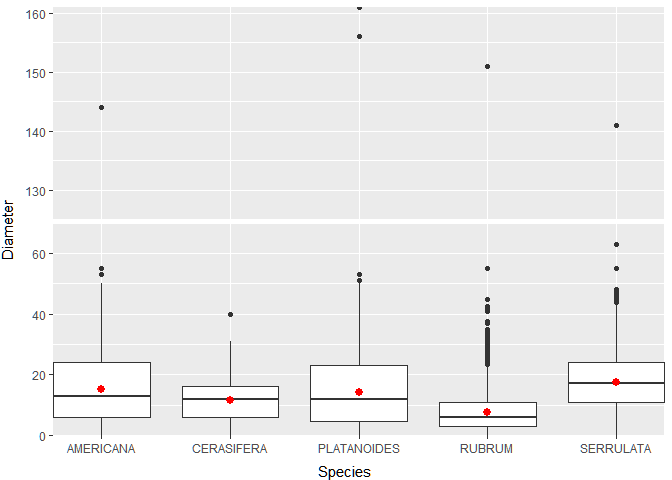 160
150
140
130
60
40
20
0
Diameter
AMERICANA CERASIFERA PLATANOIDES RUBRUM SERRULATA
Species